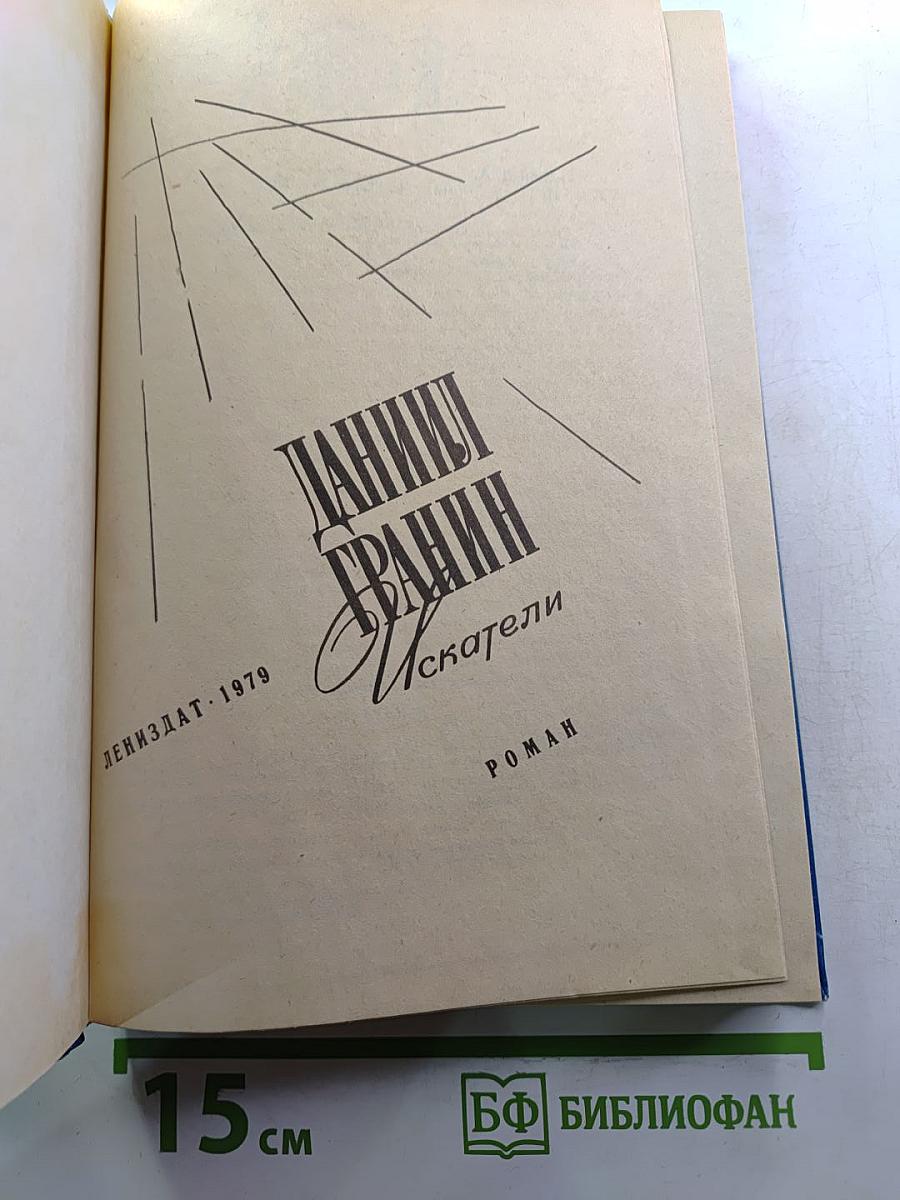 ДАНИИЛ
ГРАНИН
Искатели
ЛЕНИЗДАТ · 1979
РОМАН
15 см
БФ БИБЛИОФАН